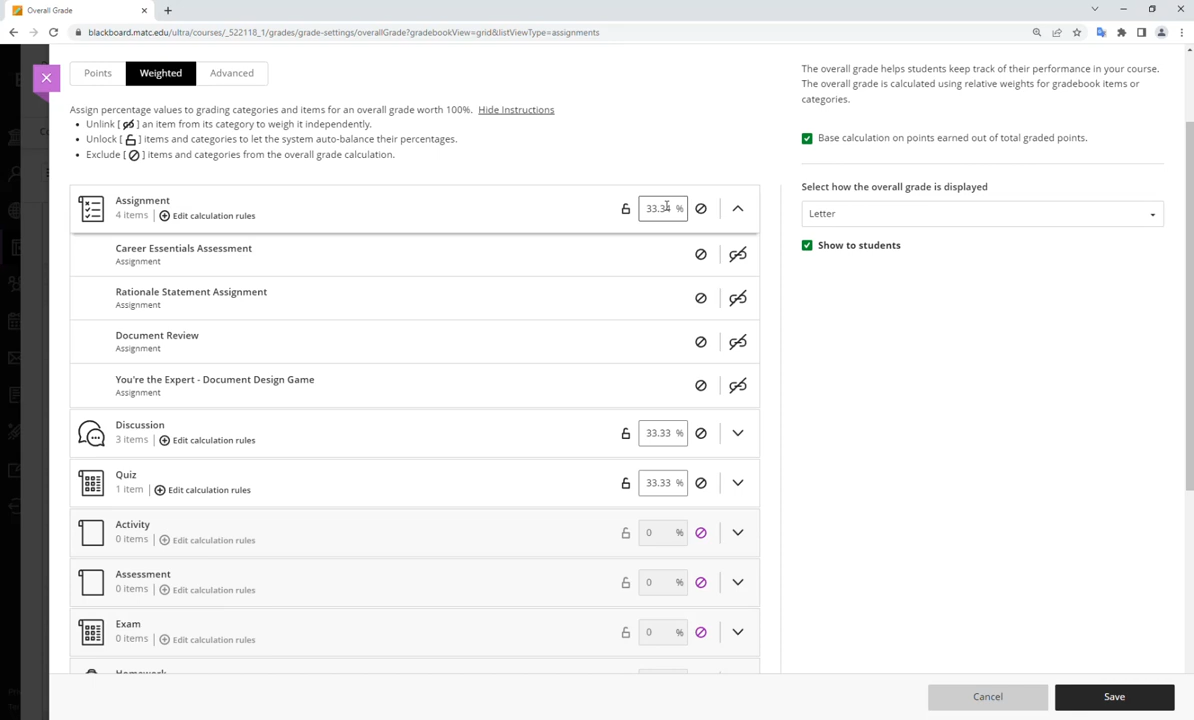 Overall Grade
blackboard.matc.edu/ultra/courses/_522118_1/grades/grade-settings/overallGrade?gradebookView=grid&listViewType=assignments
Points
Weighted
Advanced
Assign percentage values to grading categories and items for an overall grade worth 100%. Hide Instructions
• Unlink [ ] an item from its category to weigh it independently.
• Unlock [ ] items and categories to let the system auto-balance their percentages.
• Exclude [ ] items and categories from the overall grade calculation.
Assignment
4 items | Edit calculation rules
33.34 %
Career Essentials Assessment
Assignment
Rationale Statement Assignment
Assignment
Document Review
Assignment
You're the Expert - Document Design Game
Assignment
Discussion
3 items | Edit calculation rules
33.33 %
Quiz
1 item | Edit calculation rules
33.33 %
Activity
0 items | Edit calculation rules
0 %
Assessment
0 items | Edit calculation rules
0 %
Exam
0 items | Edit calculation rules
0 %
Homework
The overall grade helps students keep track of their performance in your course.
The overall grade is calculated using relative weights for gradebook items or
categories.
Base calculation on points earned out of total graded points.
Select how the overall grade is displayed
Letter
Show to students
Cancel
Save